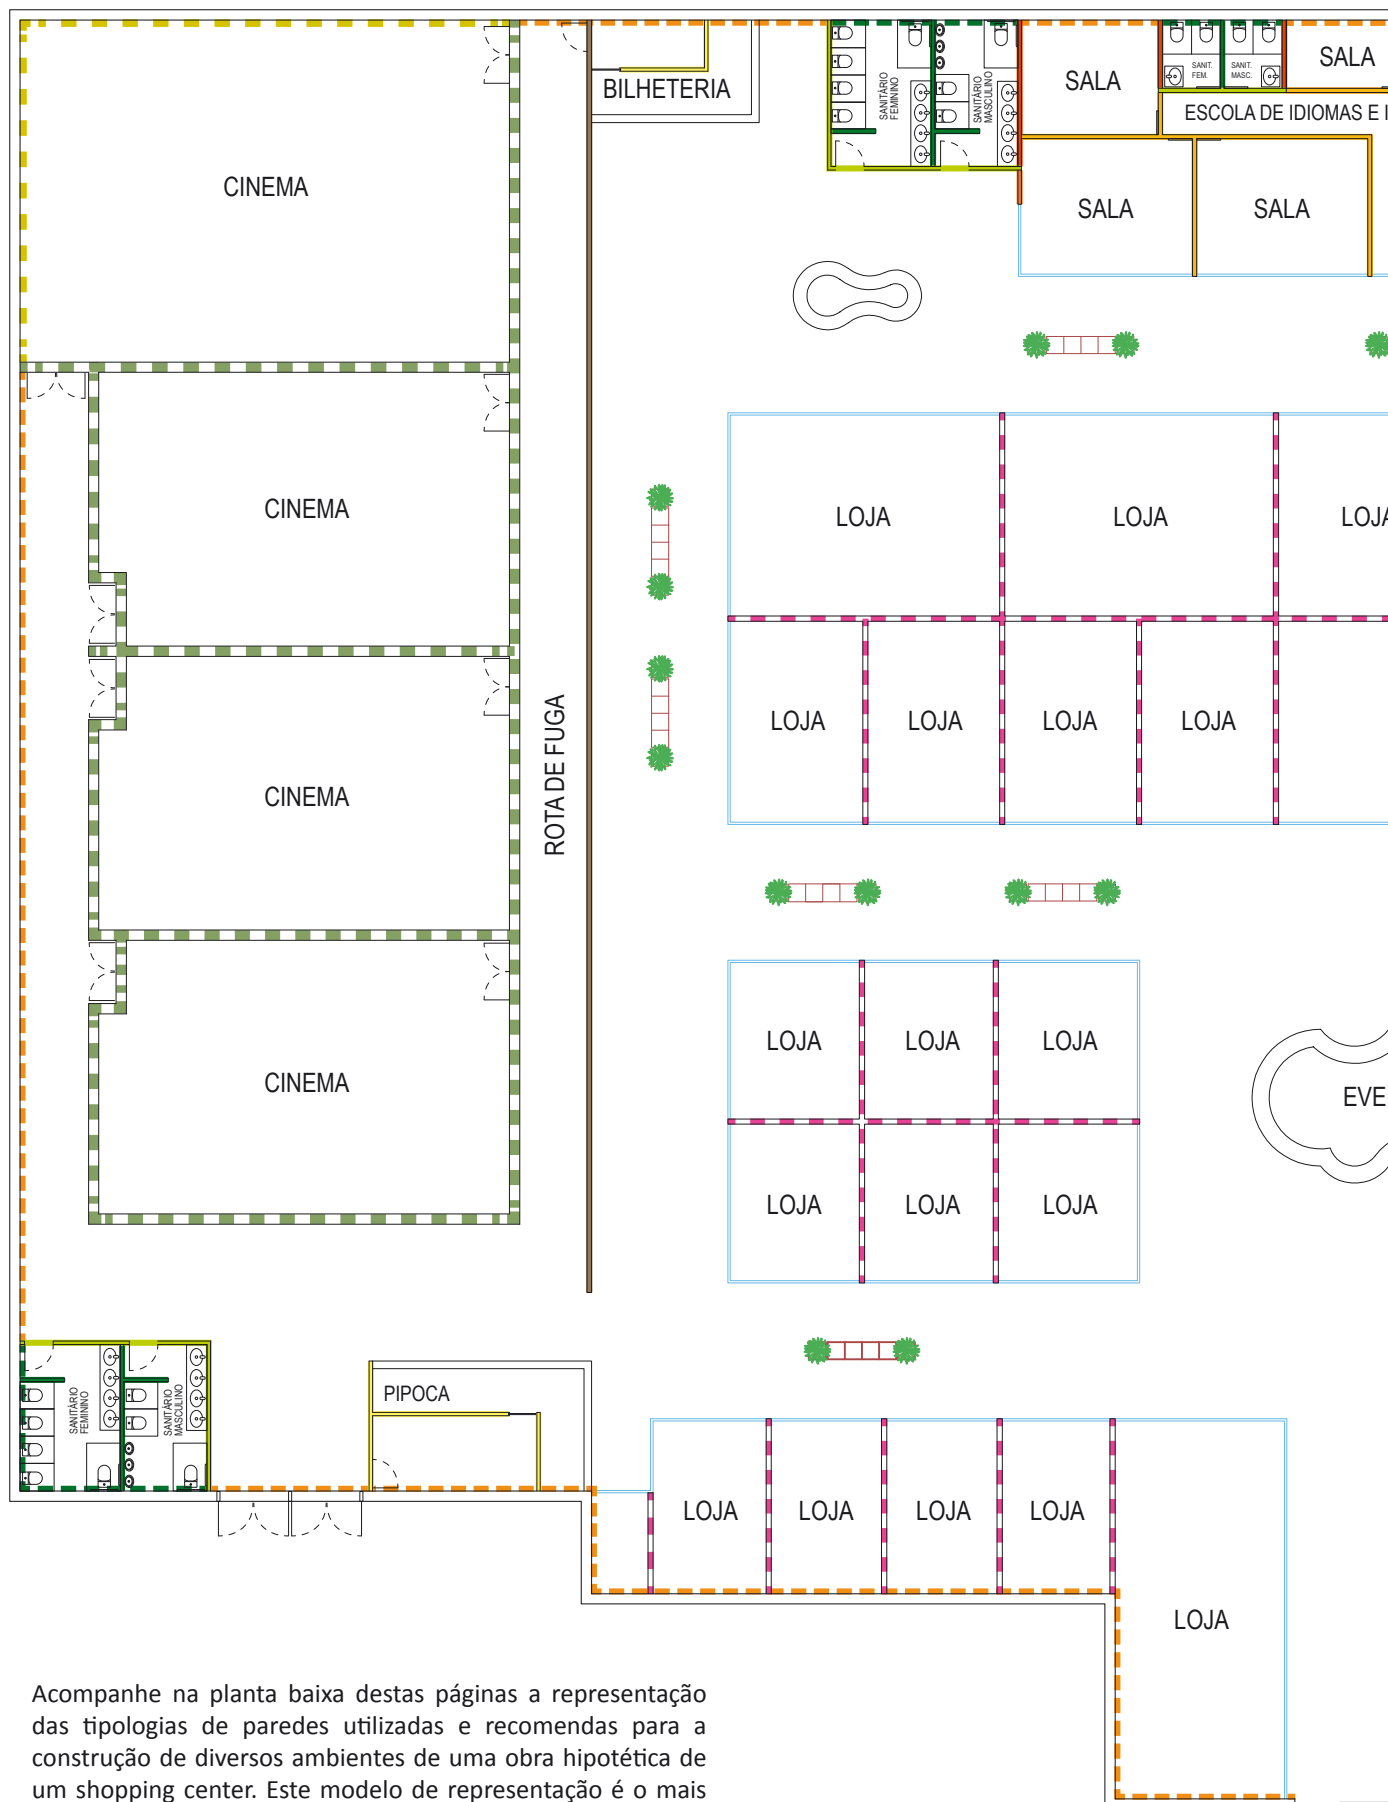 SALA
SANIT.
FEM.
SANIT.
MASC.
BILHETERIA
SANITÁRIO
FEMININO
SANITÁRIO
MASCULINO
SALA
ESCOLA DE IDIOMAS E I
CINEMA
SALA
SALA
CINEMA
LOJA
LOJA
LOJA
LOJA
LOJA
LOJA
LOJA
ROTA DE FUGA
CINEMA
LOJA
LOJA
LOJA
CINEMA
EVE
LOJA
LOJA
LOJA
SANITÁRIO
FEMININO
SANITÁRIO
MASCULINO
PIPOCA
LOJA
LOJA
LOJA
LOJA
LOJA
Acompanhe na planta baixa destas páginas a representação
das tipologias de paredes utilizadas e recomendas para a
construção de diversos ambientes de uma obra hipotética de
um shopping center. Este modelo de representação é o mais